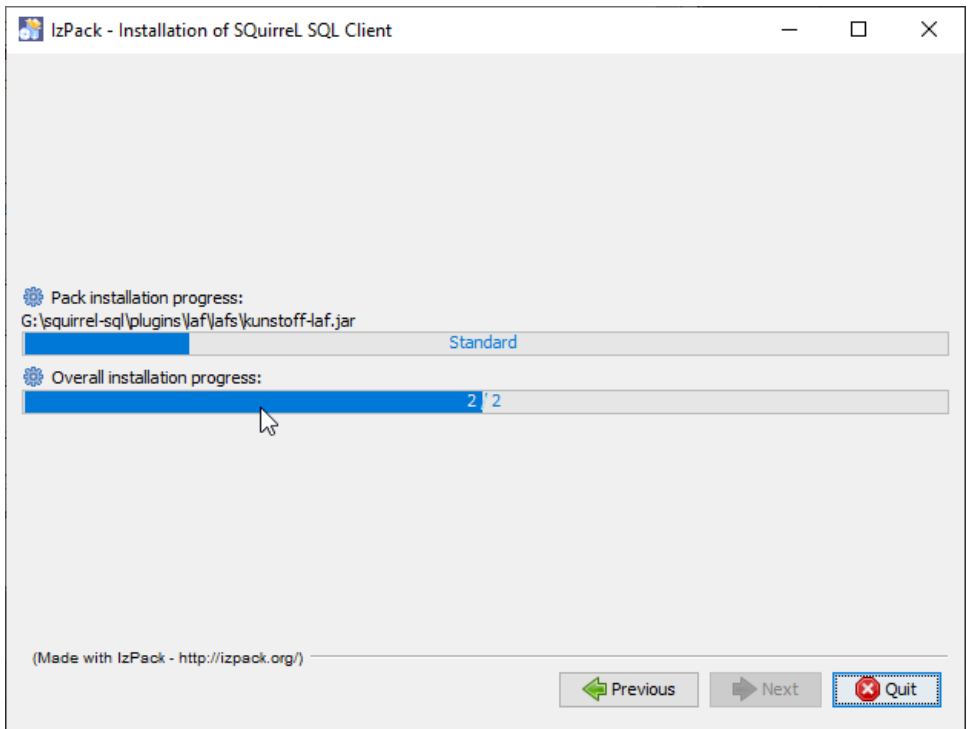 IzPack - Installation of SQuirreL SQL Client
Pack installation progress:
G:\squirrel-sql\plugins\laf\lafs\kunstoff-laf.jar
Standard
Overall installation progress:
2 / 2
(Made with IzPack - http://izpack.org/)
Previous
Next
Quit